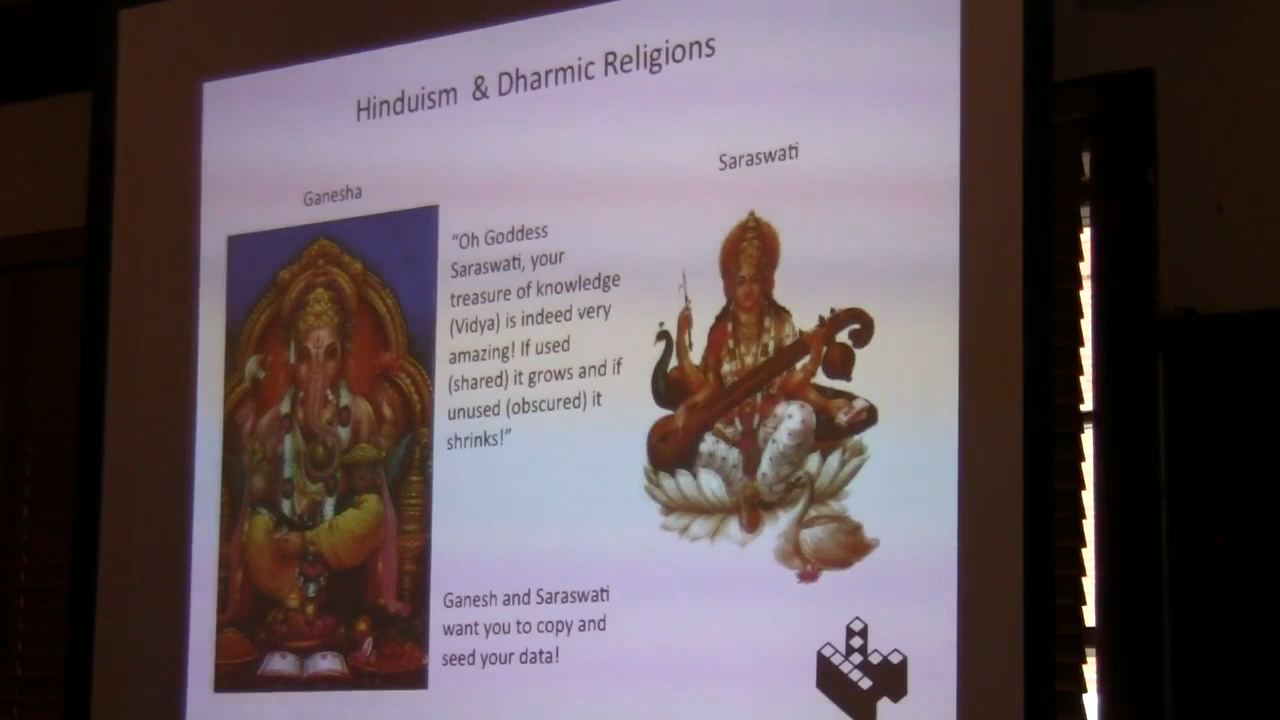 Hinduism & Dharmic Religions
Saraswati
Ganesha
“Oh Goddess
Saraswati, your
treasure of knowledge
(Vidya) is indeed very
amazing! If used
(shared) it grows and if
unused (obscured) it
shrinks!”
Ganesh and Saraswati
want you to copy and
seed your data!